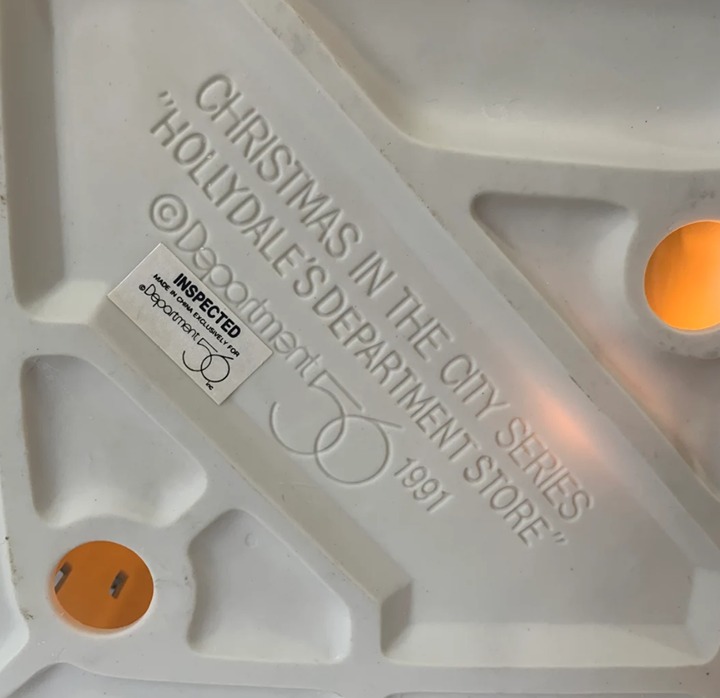 CHRISTMAS IN THE CITY SERIES
"HOLLYDALE'S DEPARTMENT STORE"
© Department 56 1991
INSPECTED
MADE IN CHINA EXCLUSIVELY FOR
© Department 56 INC